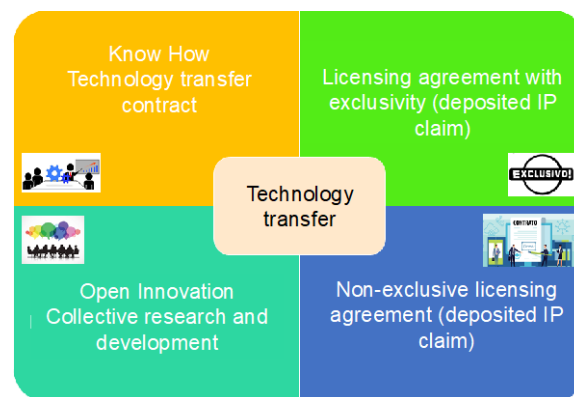 Know How
Technology transfer
contract
Licensing agreement with
exclusivity (deposited IP
claim)
EXCLUSIVO!
Technology
transfer
CONTRATO
Open Innovation
Collective research and
development
Non-exclusive licensing
agreement (deposited IP
claim)